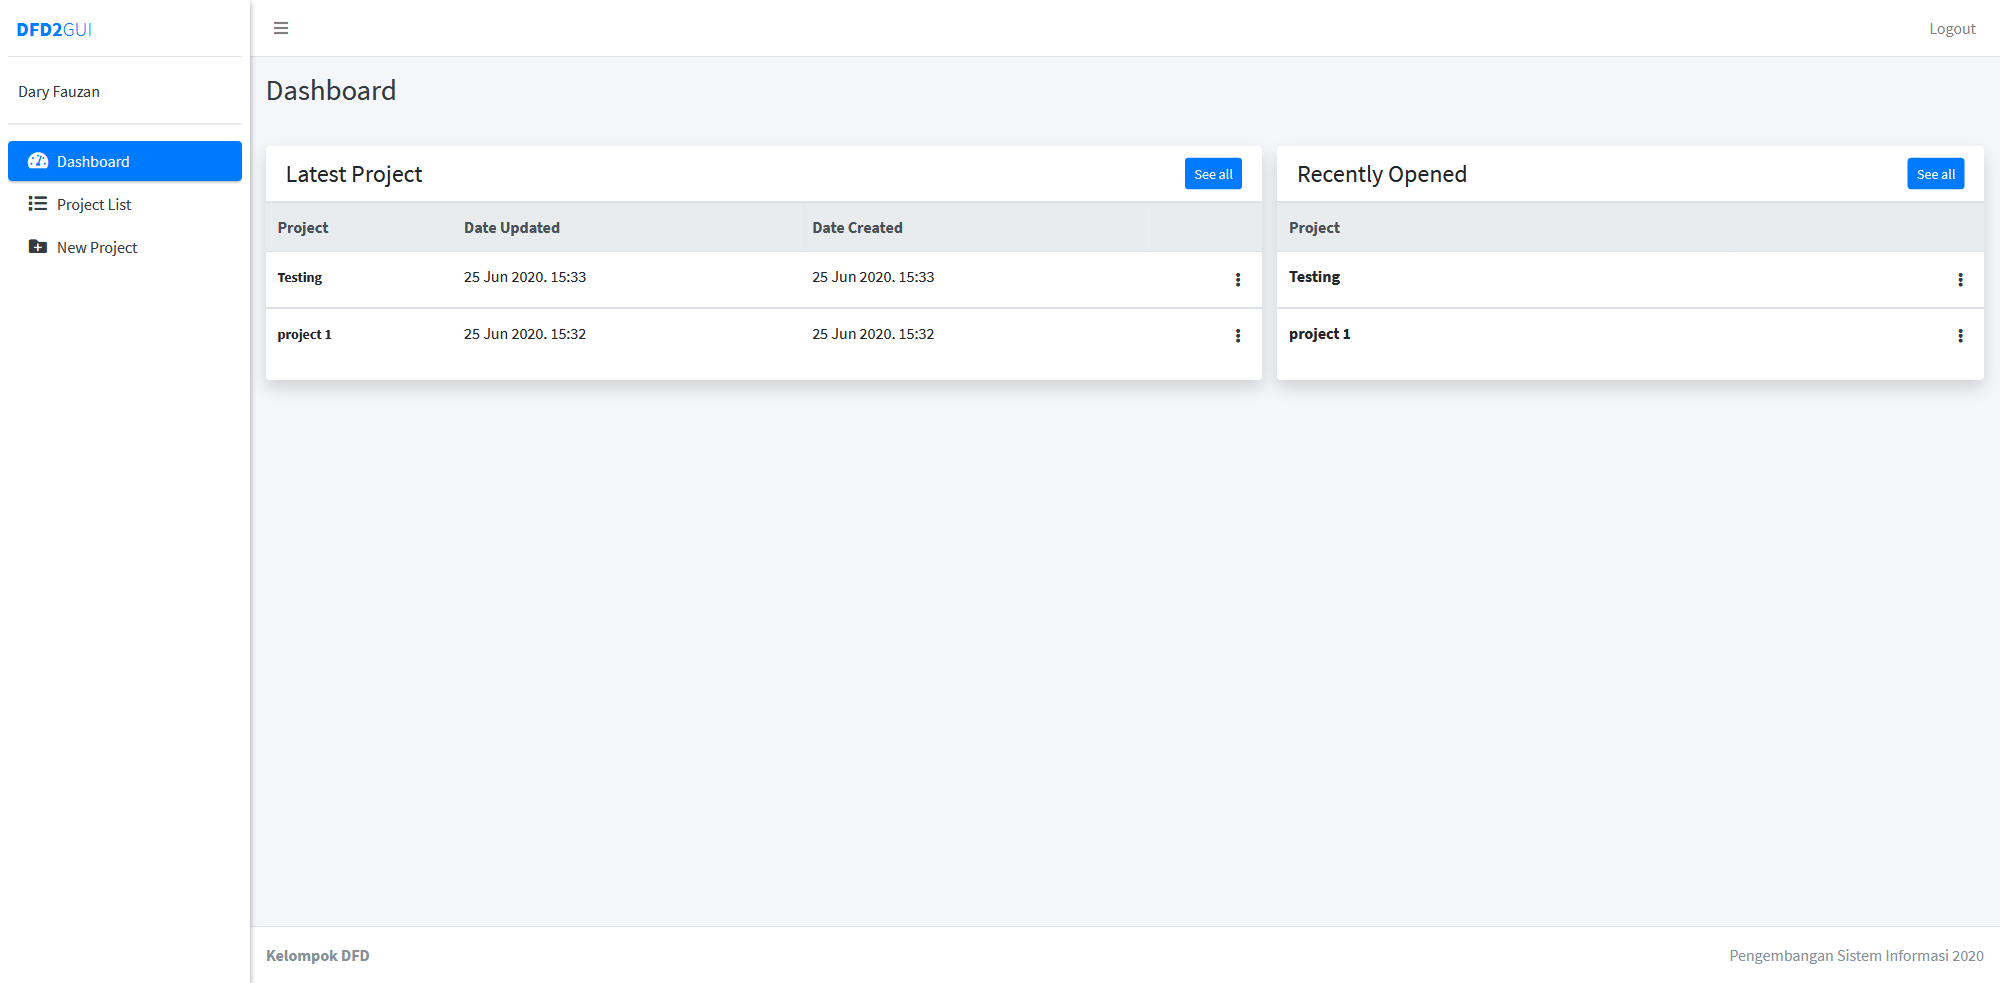 DFD2GUI
Logout
Dary Fauzan
Dashboard
Project List
New Project
Dashboard
Latest Project
See all
Project Date Updated Date Created
Testing 25 Jun 2020. 15:33 25 Jun 2020. 15:33
project 1 25 Jun 2020. 15:32 25 Jun 2020. 15:32
Recently Opened
See all
Project
Testing
project 1
Kelompok DFD
Pengembangan Sistem Informasi 2020